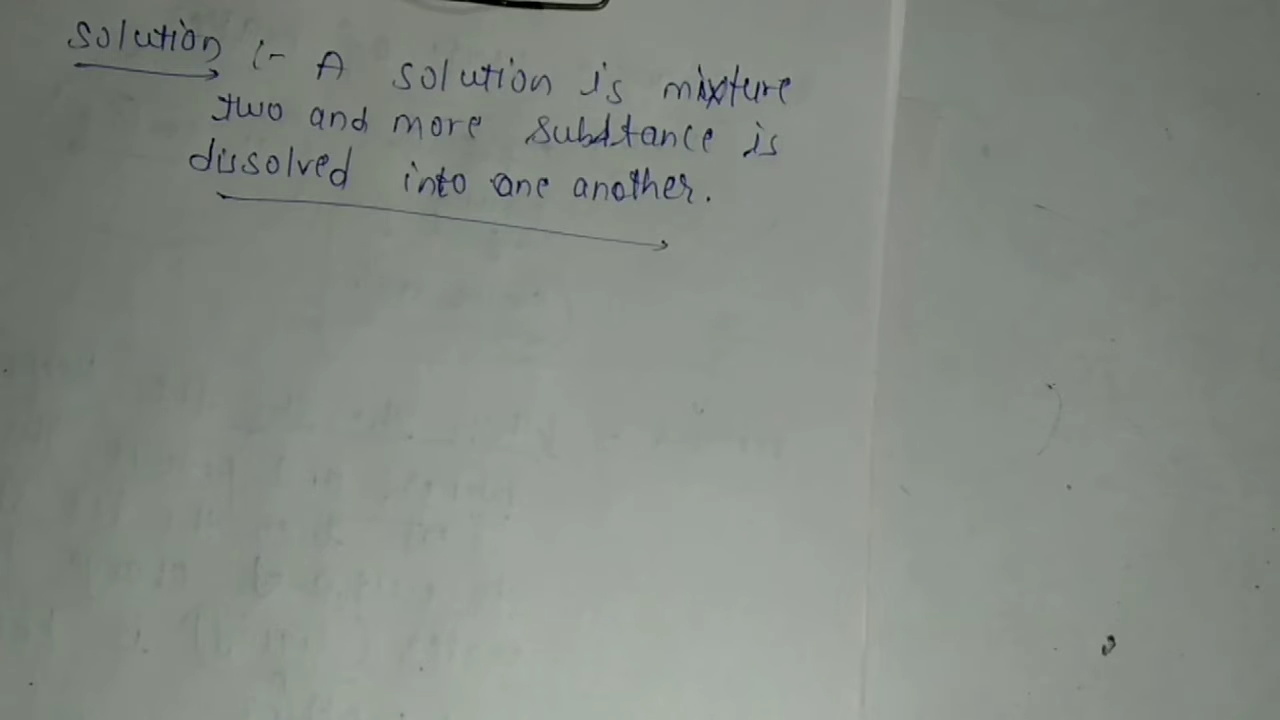 Solution :- A solution is mixture
two and more substance is
dissolved into one another.